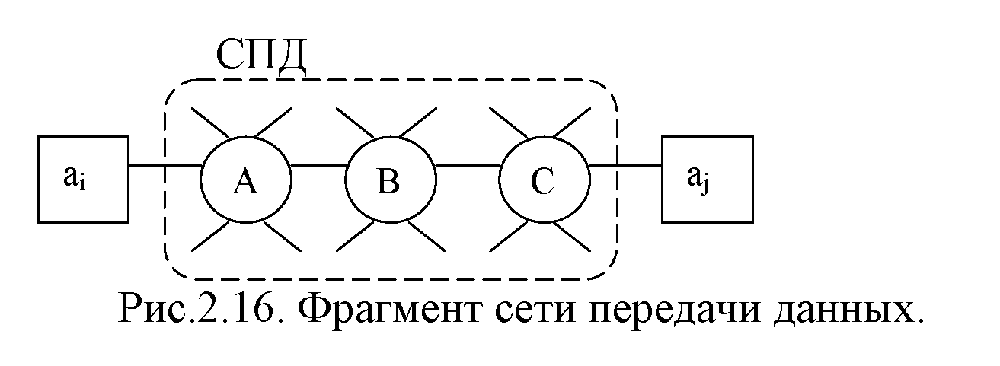 СПД
aᵢ A B C aⱼ
Рис.2.16. Фрагмент сети передачи данных.